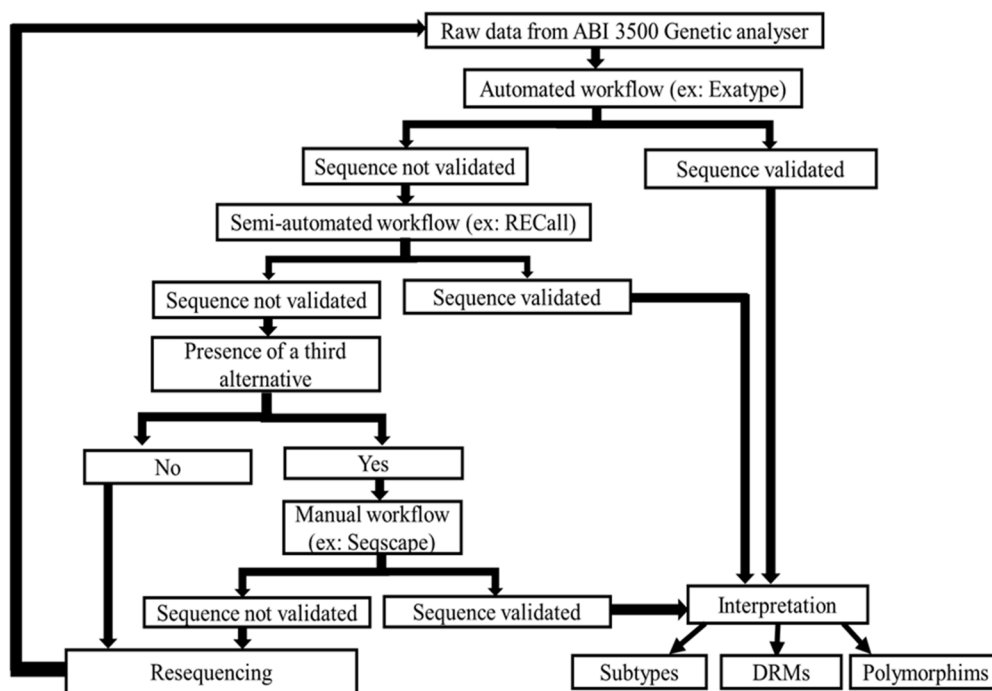 Raw data from ABI 3500 Genetic analyser
Automated workflow (ex: Exatype)
Sequence not validated
Sequence validated
Semi-automated workflow (ex: RECall)
Sequence not validated
Sequence validated
Presence of a third
alternative
No
Yes
Manual workflow
(ex: Seqscape)
Sequence not validated
Sequence validated
Interpretation
Resequencing
Subtypes
DRMs
Polymorphims